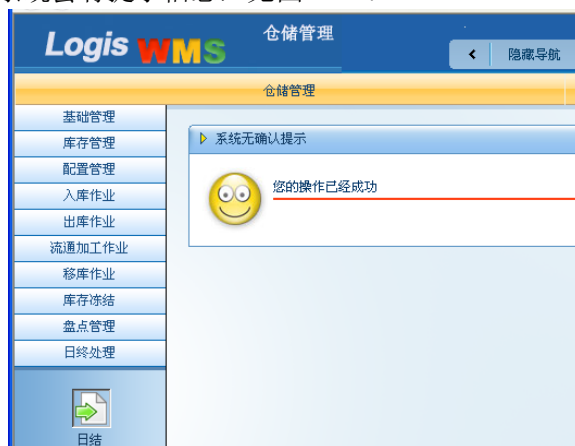 Logis WMS
仓储管理
隐藏导航
仓储管理
基础管理
库存管理
配置管理
入库作业
出库作业
流通加工作业
移库作业
库存冻结
盘点管理
日终处理
日结
系统无确认提示
您的操作已经成功